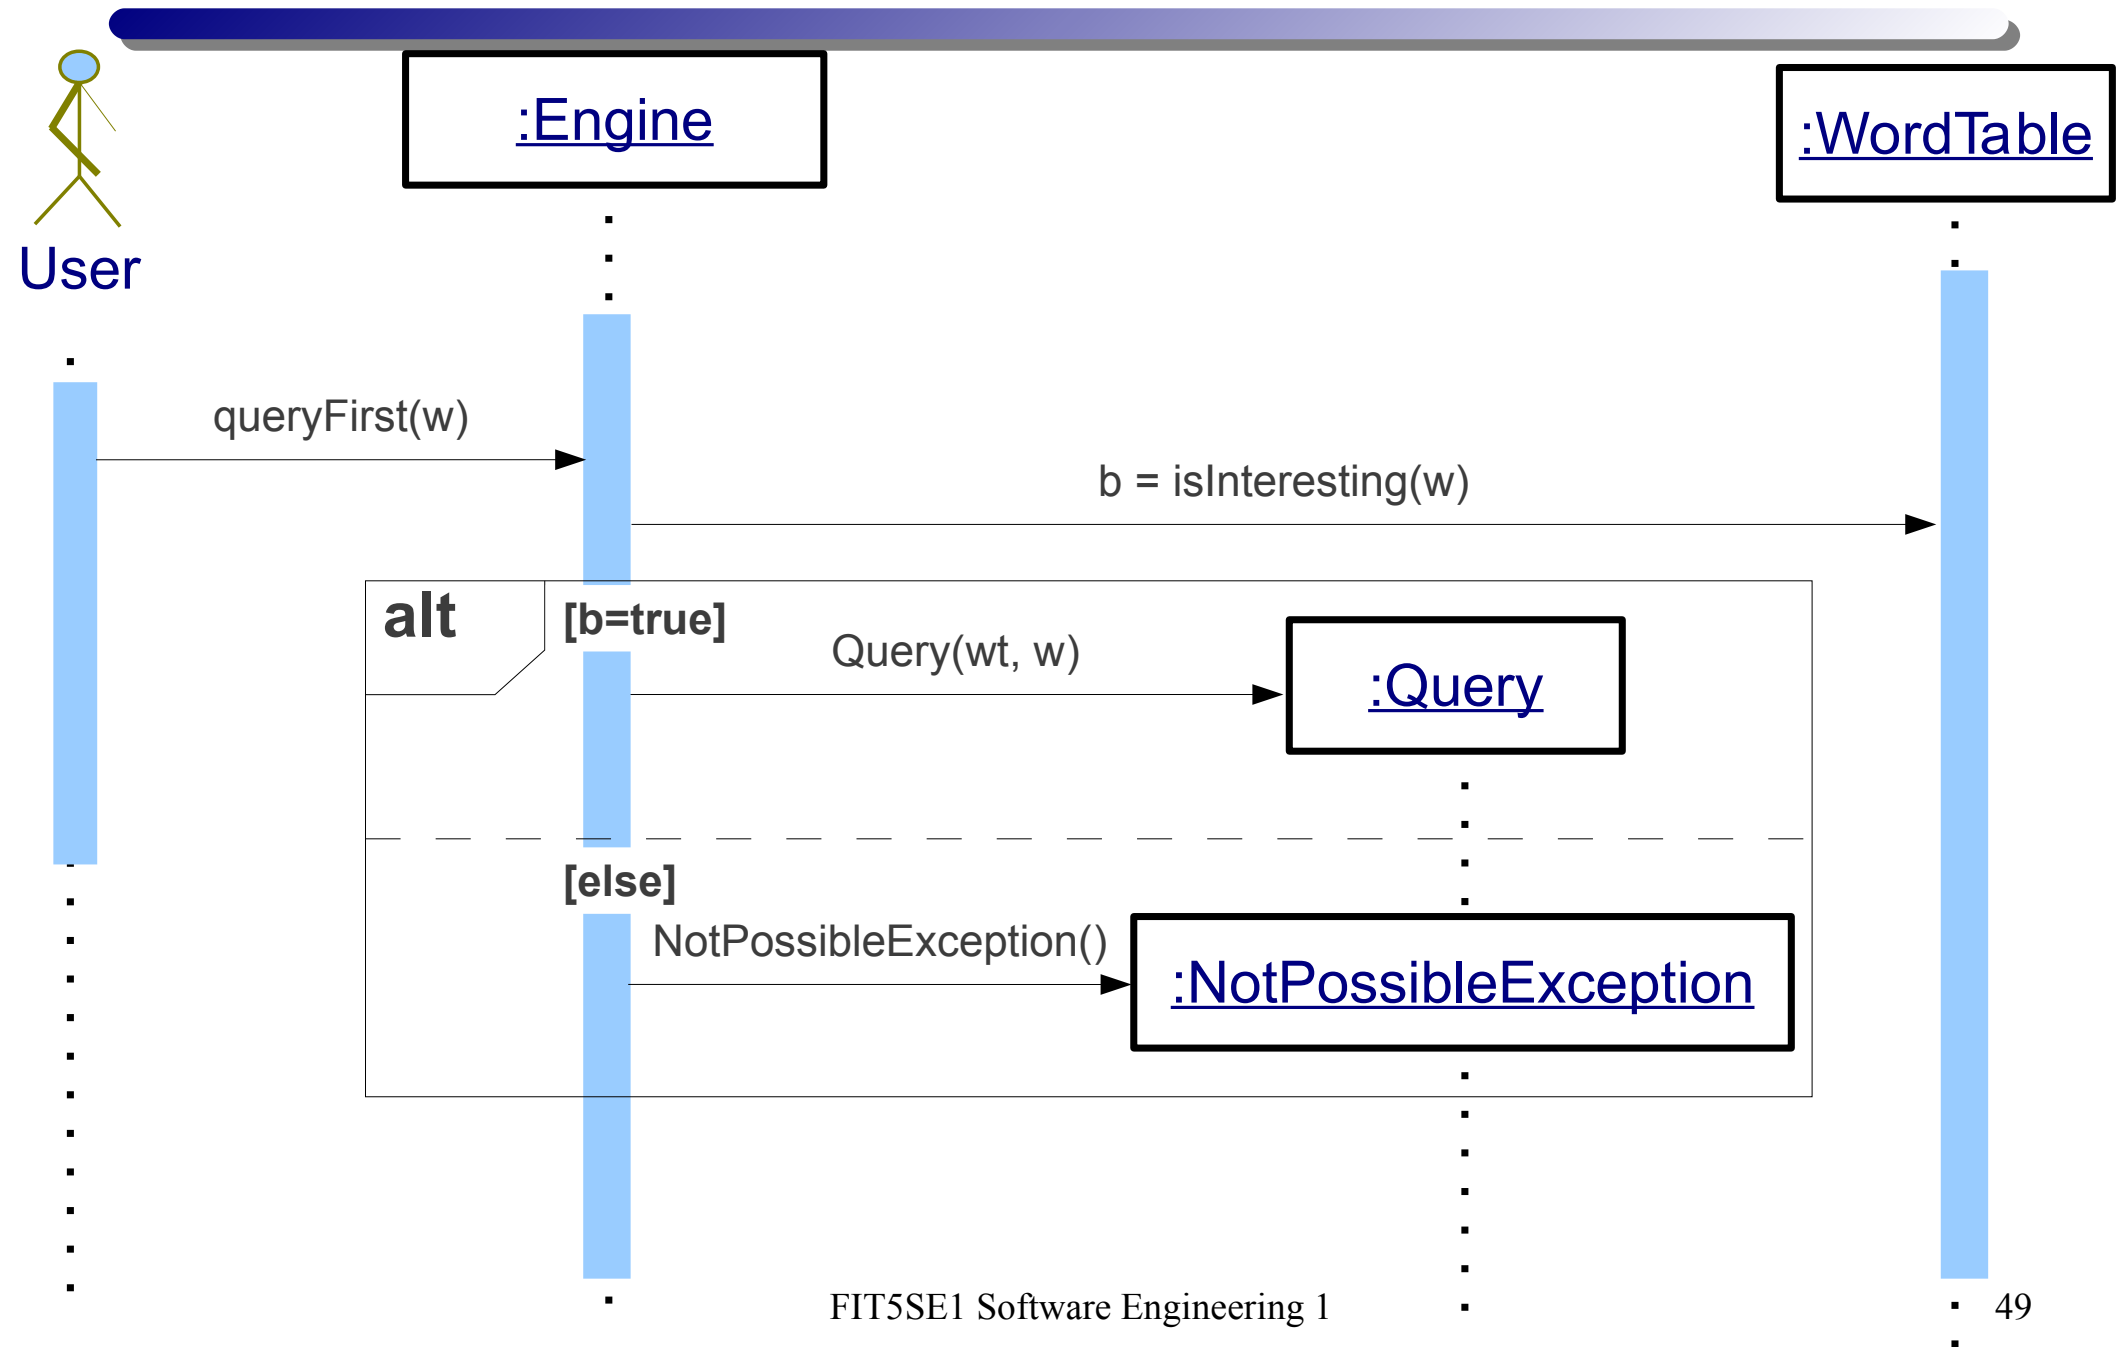 :Engine
:WordTable
User
queryFirst(w)
b = isInteresting(w)
alt
[b=true]
Query(wt, w)
:Query
[else]
NotPossibleException()
:NotPossibleException
FIT5SE1 Software Engineering 1
49